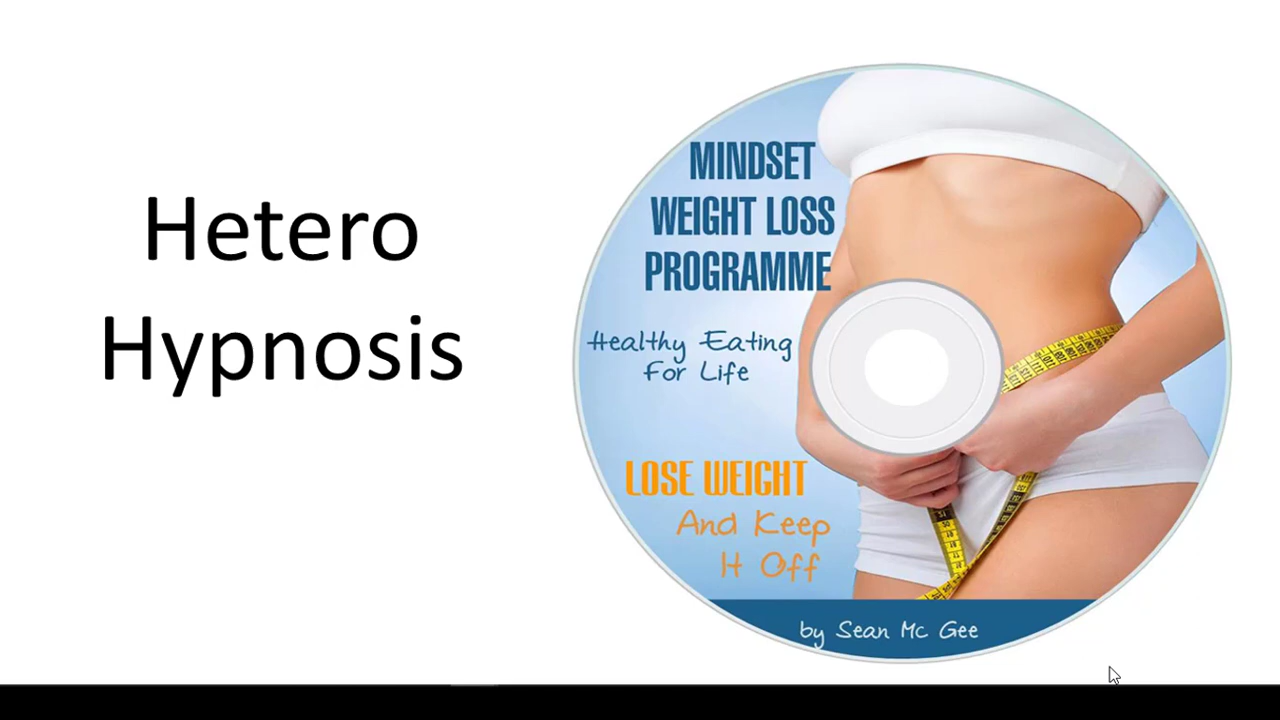 Hetero
Hypnosis
MINDSET
WEIGHT LOSS
PROGRAMME
Healthy Eating
For Life
LOSE WEIGHT
And Keep
It Off
by Sean Mc Gee